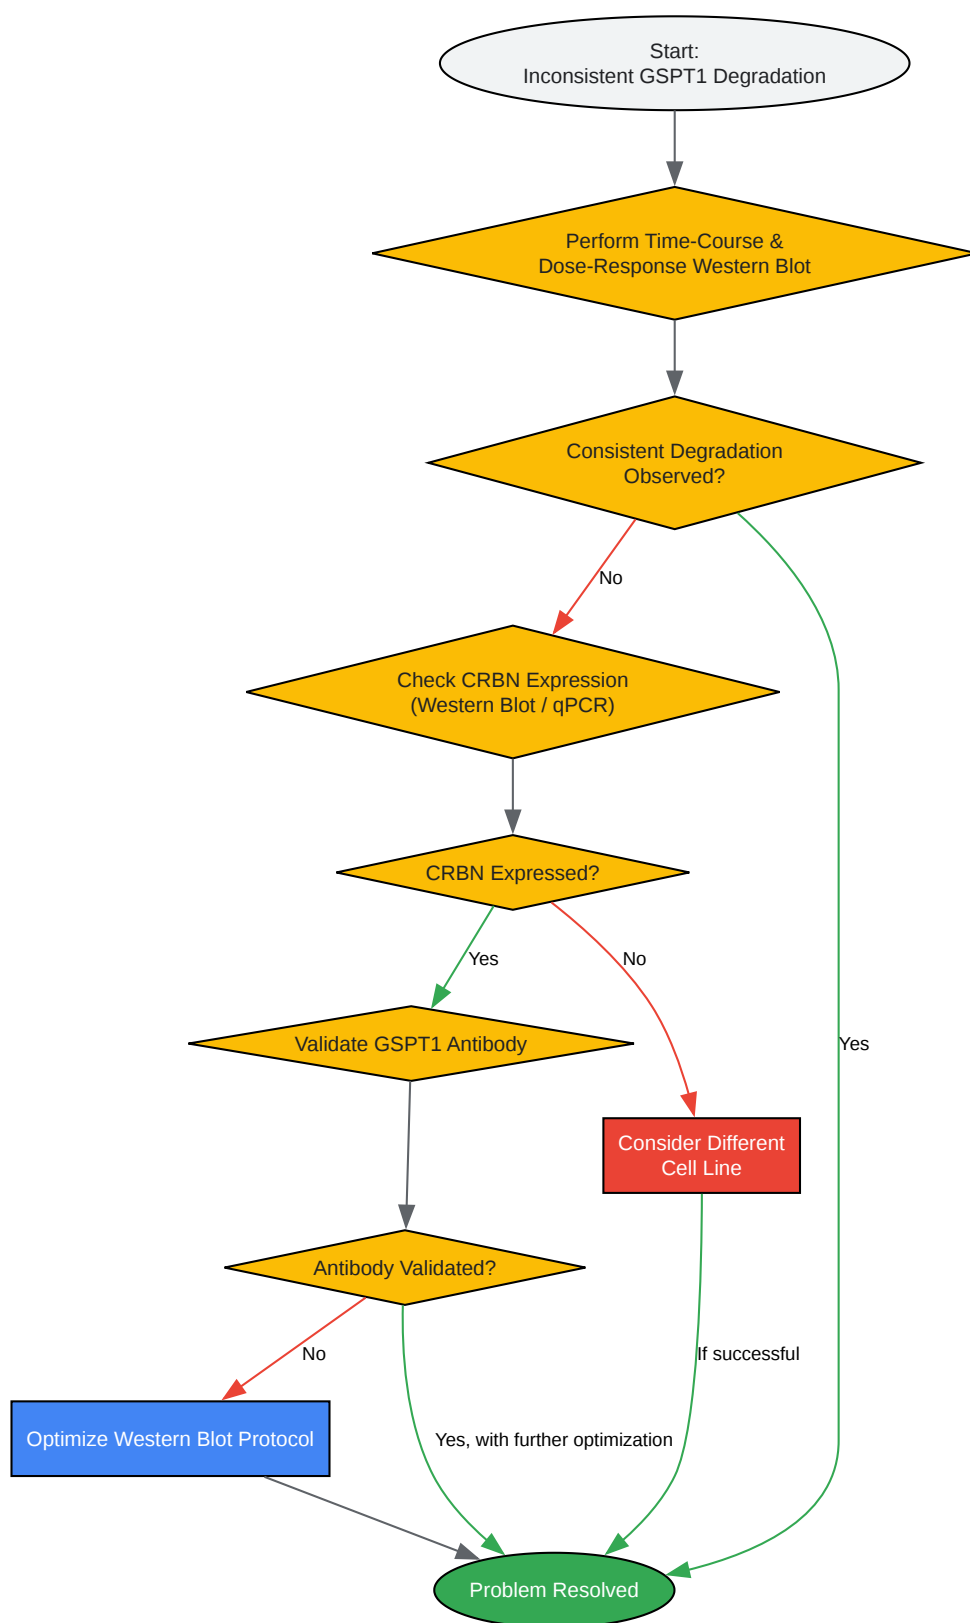 Start:
Inconsistent GSPT1 Degradation
Perform Time-Course &
Dose-Response Western Blot
Consistent Degradation
Observed?
No
Check CRBN Expression
(Western Blot / qPCR)
CRBN Expressed?
Yes
No
Validate GSPT1 Antibody
Yes
Consider Different
Cell Line
Antibody Validated?
No
If successful
Optimize Western Blot Protocol
Yes, with further optimization
Problem Resolved